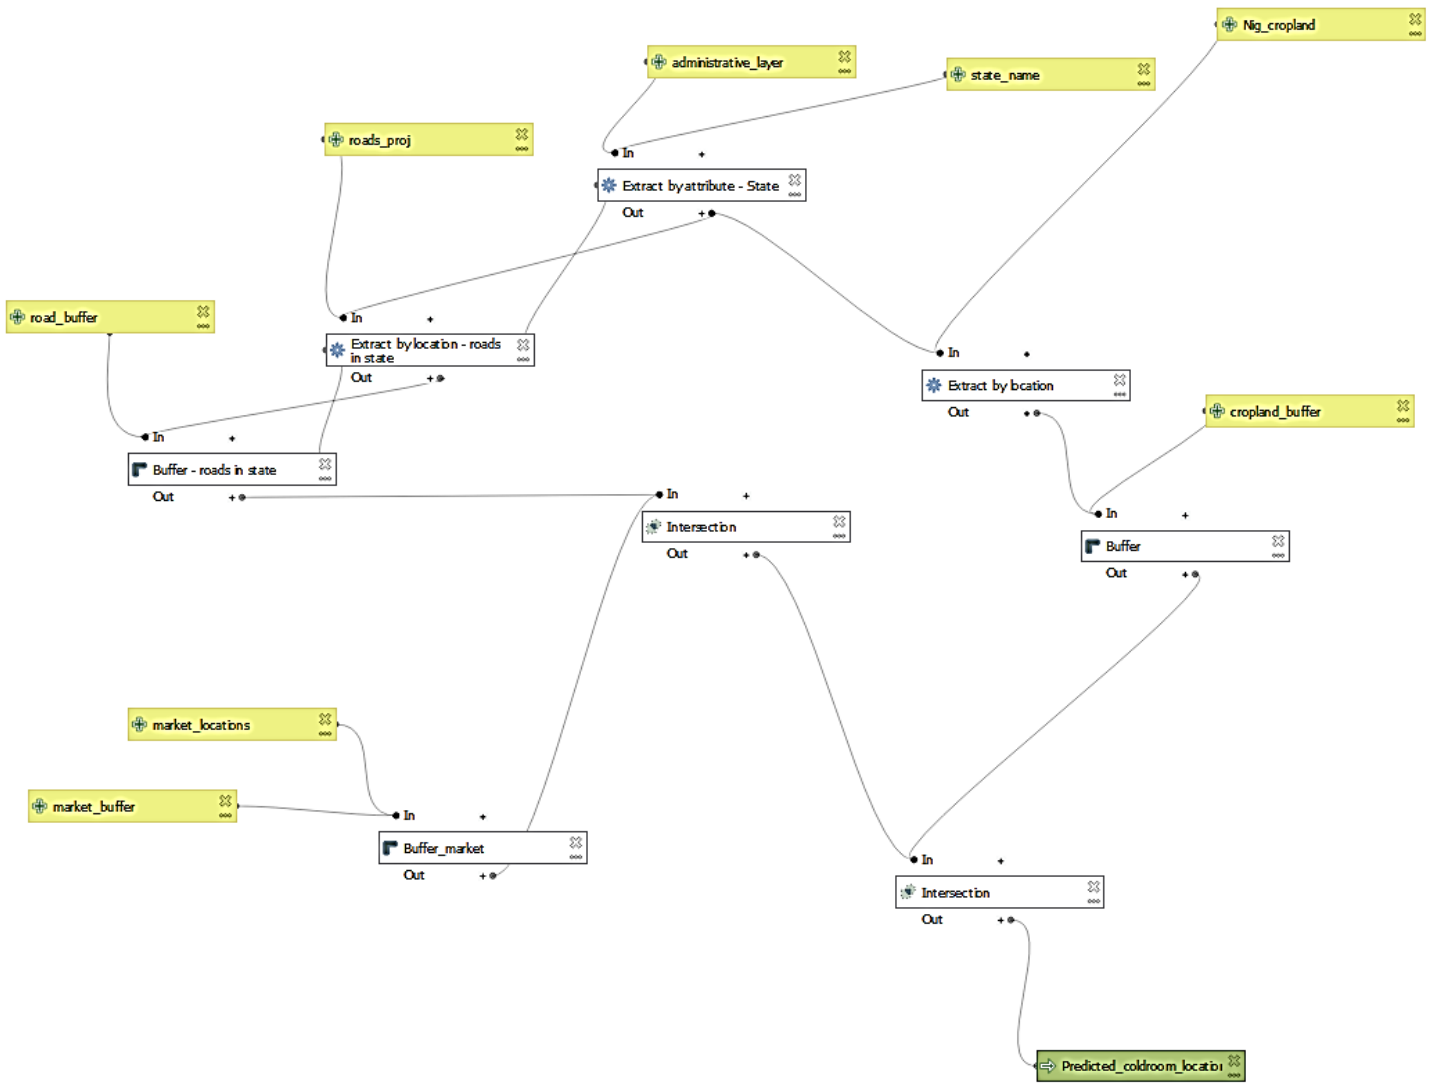 Nig_cropland
administrative_layer
state_name
roads_proj
In
Extract by attribute - State
Out
road_buffer
In
Extract by location - roads
in state
Out
In
Extract by location
Out
cropland_buffer
In
Buffer - roads in state
Out
In
Intersection
Out
In
Buffer
Out
market_locations
market_buffer
In
Buffer_market
Out
In
Intersection
Out
Predicted_coldroom_locatior